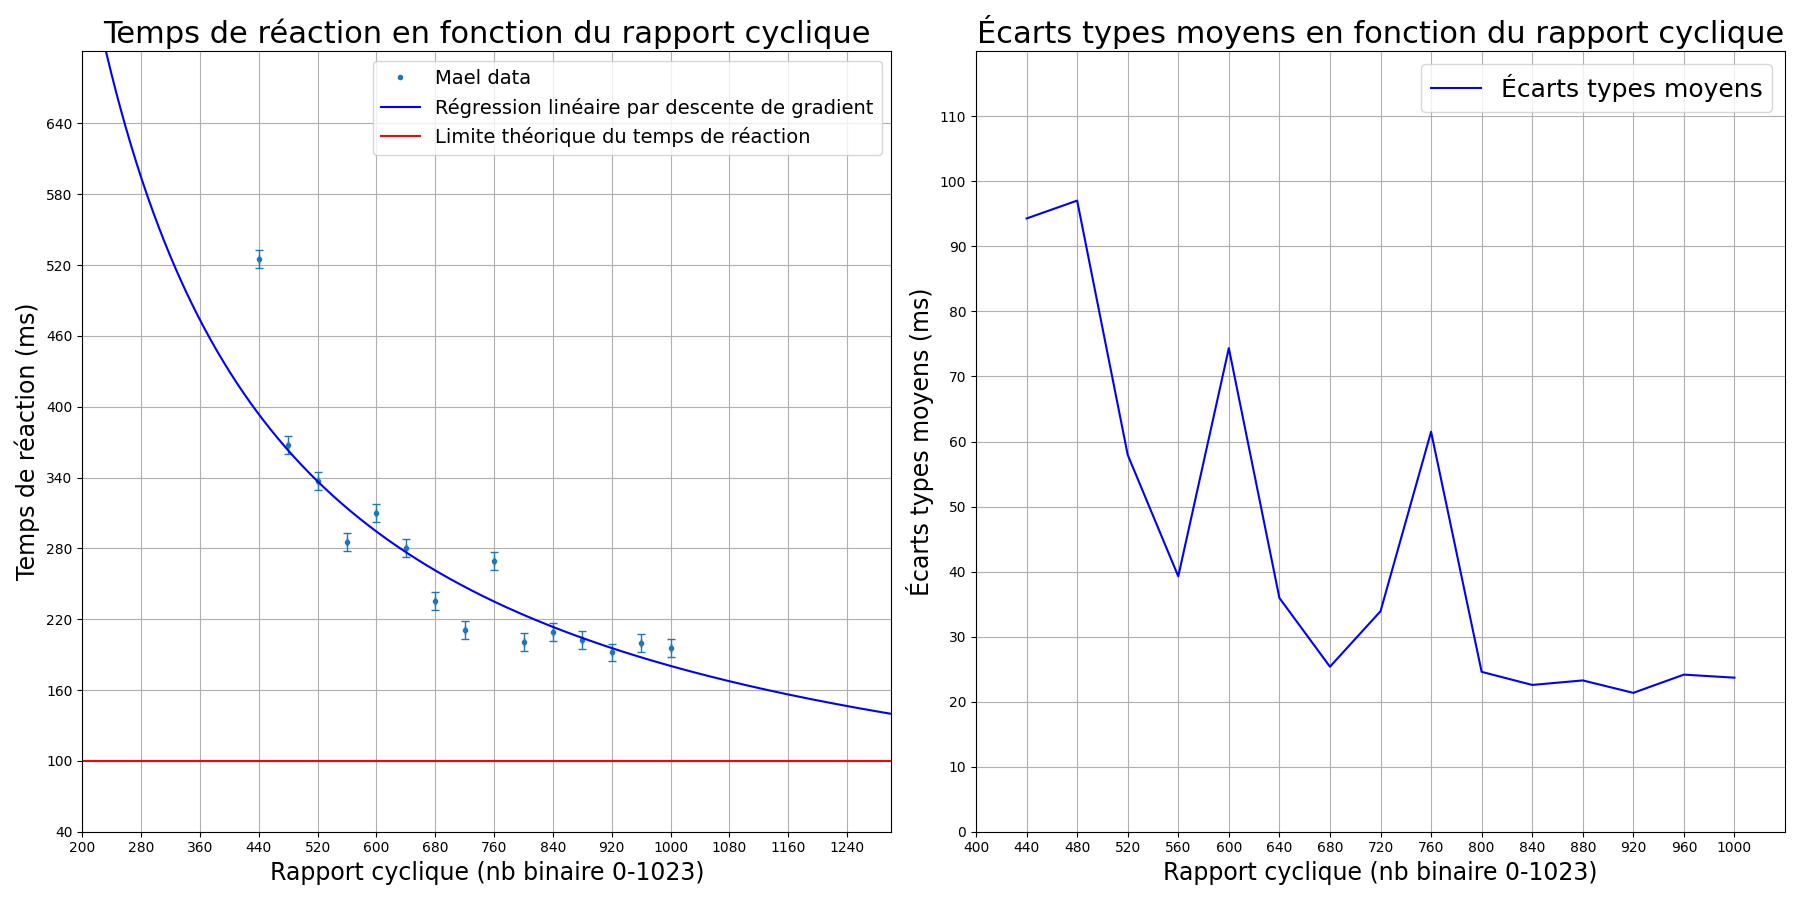 Temps de réaction en fonction du rapport cyclique
Mael data
Régression linéaire par descente de gradient
Limite théorique du temps de réaction
Temps de réaction (ms)
640
580
520
460
400
340
280
220
160
100
40
200 280 360 440 520 600 680 760 840 920 1000 1080 1160 1240
Rapport cyclique (nb binaire 0-1023)
Écarts types moyens en fonction du rapport cyclique
Écarts types moyens
Écarts types moyens (ms)
110
100
90
80
70
60
50
40
30
20
10
0
400 440 480 520 560 600 640 680 720 760 800 840 880 920 960 1000
Rapport cyclique (nb binaire 0-1023)